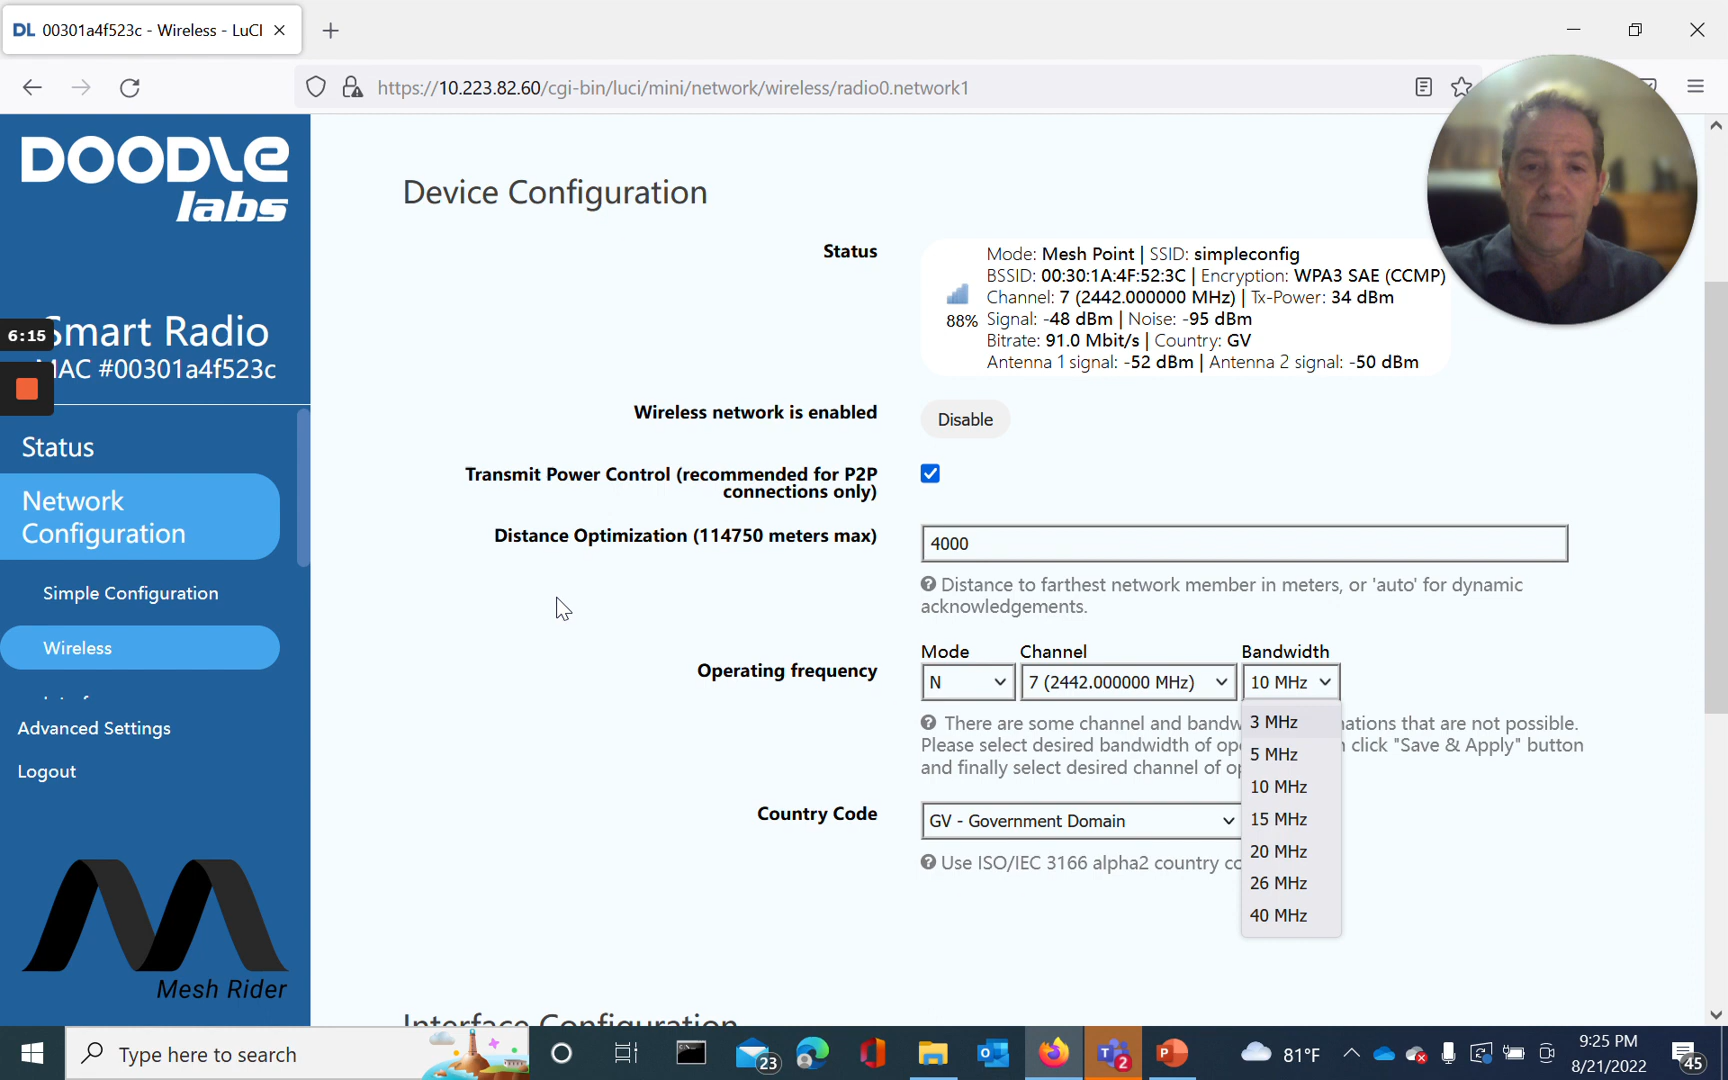 DL 00301a4f523c - Wireless - LuCI
https://10.223.82.60/cgi-bin/luci/mini/network/wireless/radio0.network1
DOODLE
labs
Smart Radio
MAC #00301a4f523c
6:15
Status
Network
Configuration
Simple Configuration
Wireless
Advanced Settings
Logout
Mesh Rider
Device Configuration
Status
Mode: Mesh Point | SSID: simpleconfig
BSSID: 00:30:1A:4F:52:3C | Encryption: WPA3 SAE (CCMP)
Channel: 7 (2442.000000 MHz) | Tx-Power: 34 dBm
88% Signal: -48 dBm | Noise: -95 dBm
Bitrate: 91.0 Mbit/s | Country: GV
Antenna 1 signal: -52 dBm | Antenna 2 signal: -50 dBm
Wireless network is enabled
Disable
Transmit Power Control (recommended for P2P
connections only)
Distance Optimization (114750 meters max)
4000
Distance to farthest network member in meters, or 'auto' for dynamic
acknowledgements.
Mode Channel Bandwidth
Operating frequency
N 7 (2442.000000 MHz) 10 MHz
3 MHz
5 MHz
10 MHz
15 MHz
20 MHz
26 MHz
40 MHz
There are some channel and that are not possible.
Please select desired bandwidth of click "Save & Apply" button
and finally select desired channel of
Country Code
GV - Government Domain
Use ISO/IEC 3166 alpha2 country
Interface Configuration
Type here to search
23
2
81°F
9:25 PM
8/21/2022
45